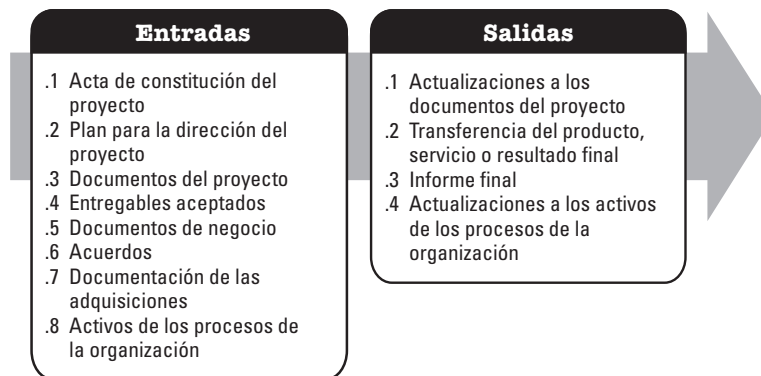 Entradas
.1 Acta de constitución del
proyecto
.2 Plan para la dirección del
proyecto
.3 Documentos del proyecto
.4 Entregables aceptados
.5 Documentos de negocio
.6 Acuerdos
.7 Documentación de las
adquisiciones
.8 Activos de los procesos de
la organización
Salidas
.1 Actualizaciones a los
documentos del proyecto
.2 Transferencia del producto,
servicio o resultado final
.3 Informe final
.4 Actualizaciones a los activos
de los procesos de la
organización